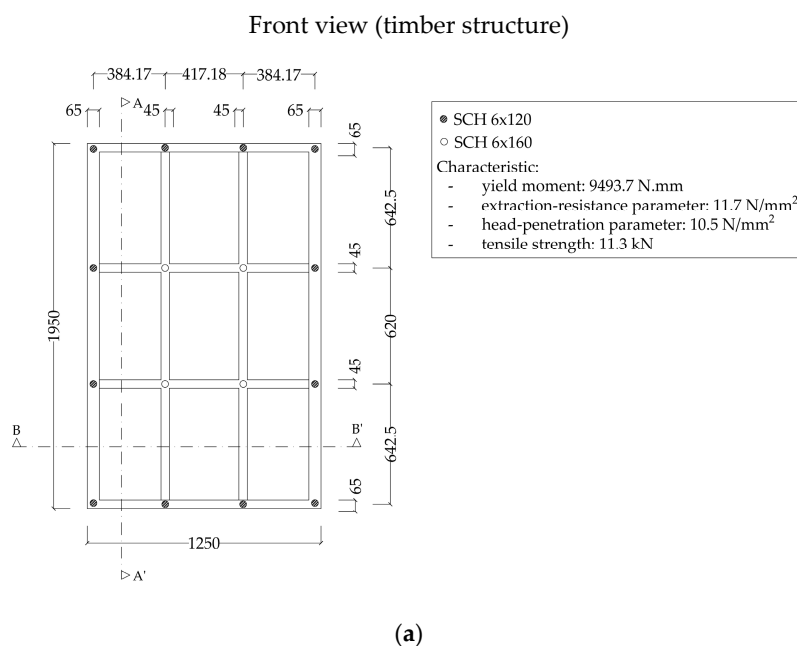 Front view (timber structure)
384.17 417.18 384.17
A
65 45 45 65
65
SCH 6x120
SCH 6x160
Characteristic:
- yield moment: 9493.7 N.mm
- extraction-resistance parameter: 11.7 N/mm²
- head-penetration parameter: 10.5 N/mm²
- tensile strength: 11.3 kN
642.5
45
1950
620
45
B
B'
642.5
65
1250
A'
(a)